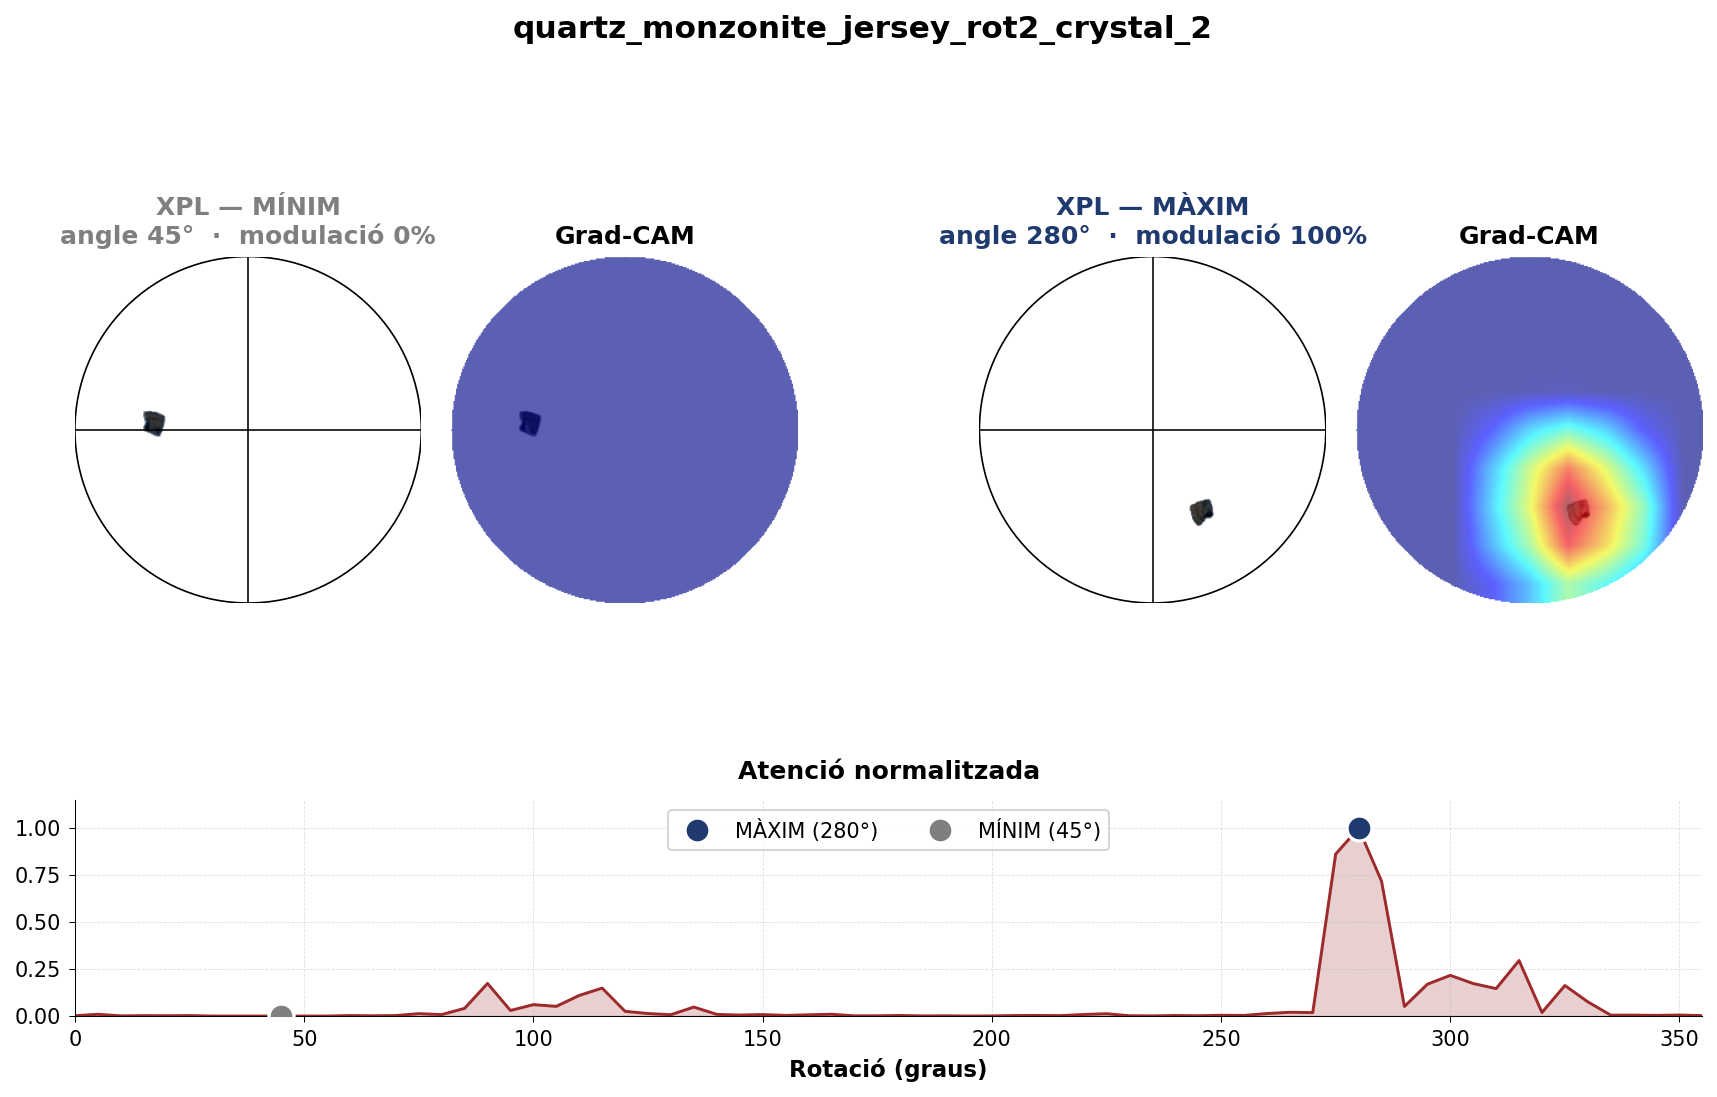 quartz_monzonite_jersey_rot2_crystal_2
XPL — MÍNIM
angle 45° · modulació 0%
Grad-CAM
XPL — MÀXIM
angle 280° · modulació 100%
Grad-CAM
Atenció normalitzada
MÀXIM (280°)
MÍNIM (45°)
1.00
0.75
0.50
0.25
0.00
0
50
100
150
200
250
300
350
Rotació (graus)